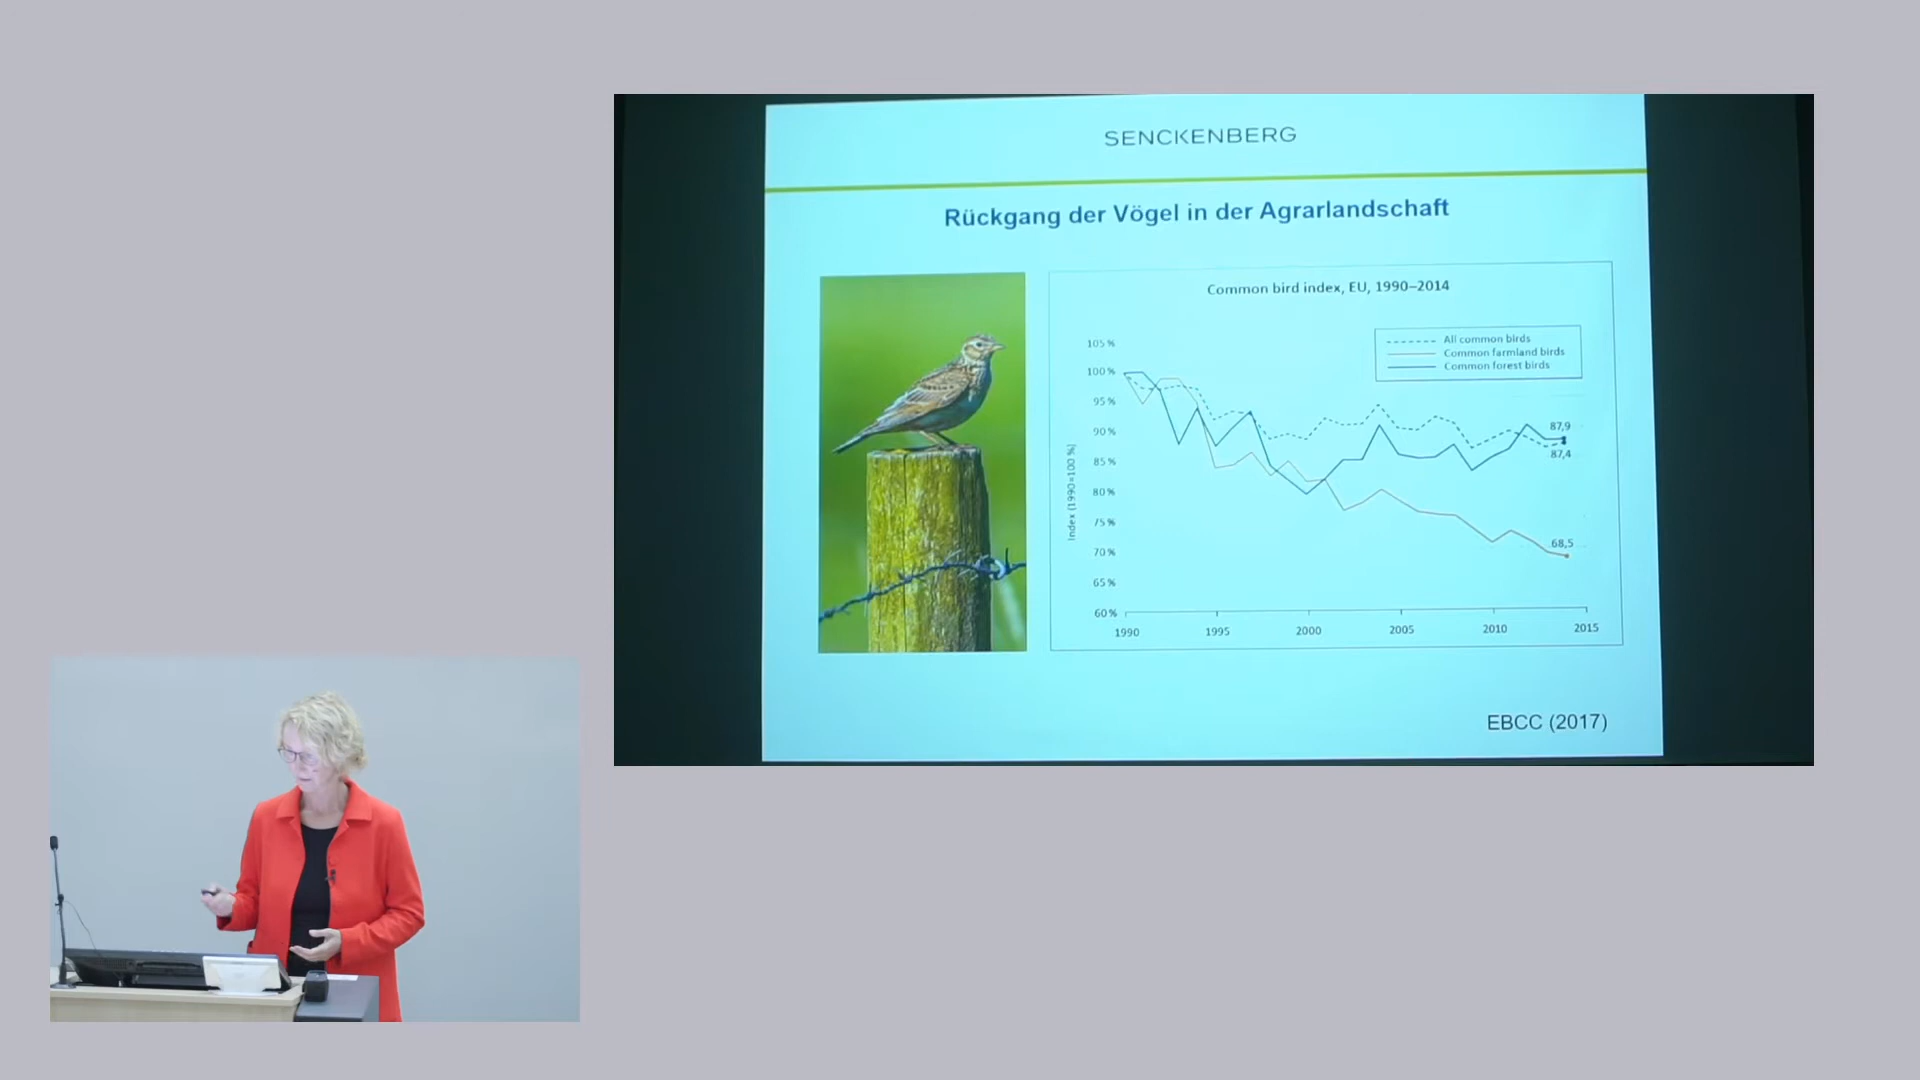 SENCKENBERG
Rückgang der Vögel in der Agrarlandschaft
Common bird index, EU, 1990–2014
All common birds
Common farmland birds
Common forest birds
105 %
100 %
95 %
90 %
85 %
80 %
75 %
70 %
65 %
60 %
Index (1990=100 %)
87,9
87,4
68,5
1990
1995
2000
2005
2010
2015
EBCC (2017)